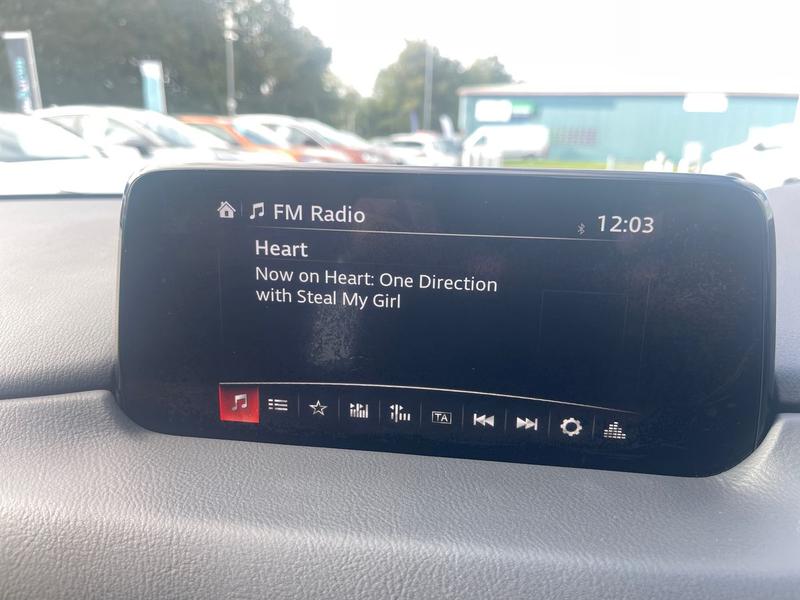 FM Radio
12:03
Heart
Now on Heart: One Direction
with Steal My Girl
TA